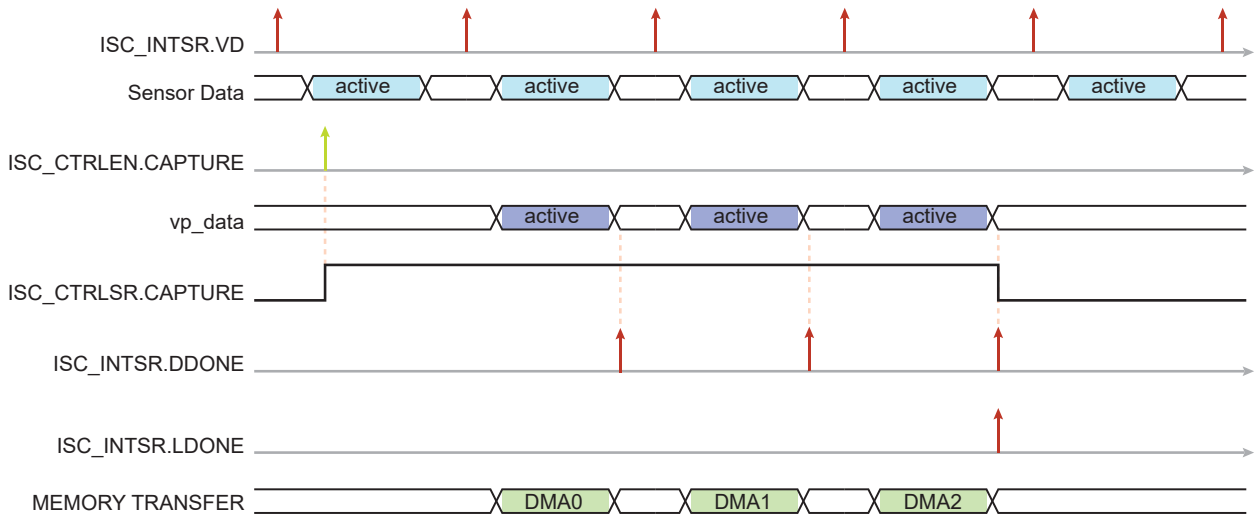 ISC_INTSR.VD
Sensor Data active active active active active
ISC_CTRLEN.CAPTURE
vp_data active active active
ISC_CTRLSR.CAPTURE
ISC_INTSR.DDONE
ISC_INTSR.LDONE
MEMORY TRANSFER DMA0 DMA1 DMA2